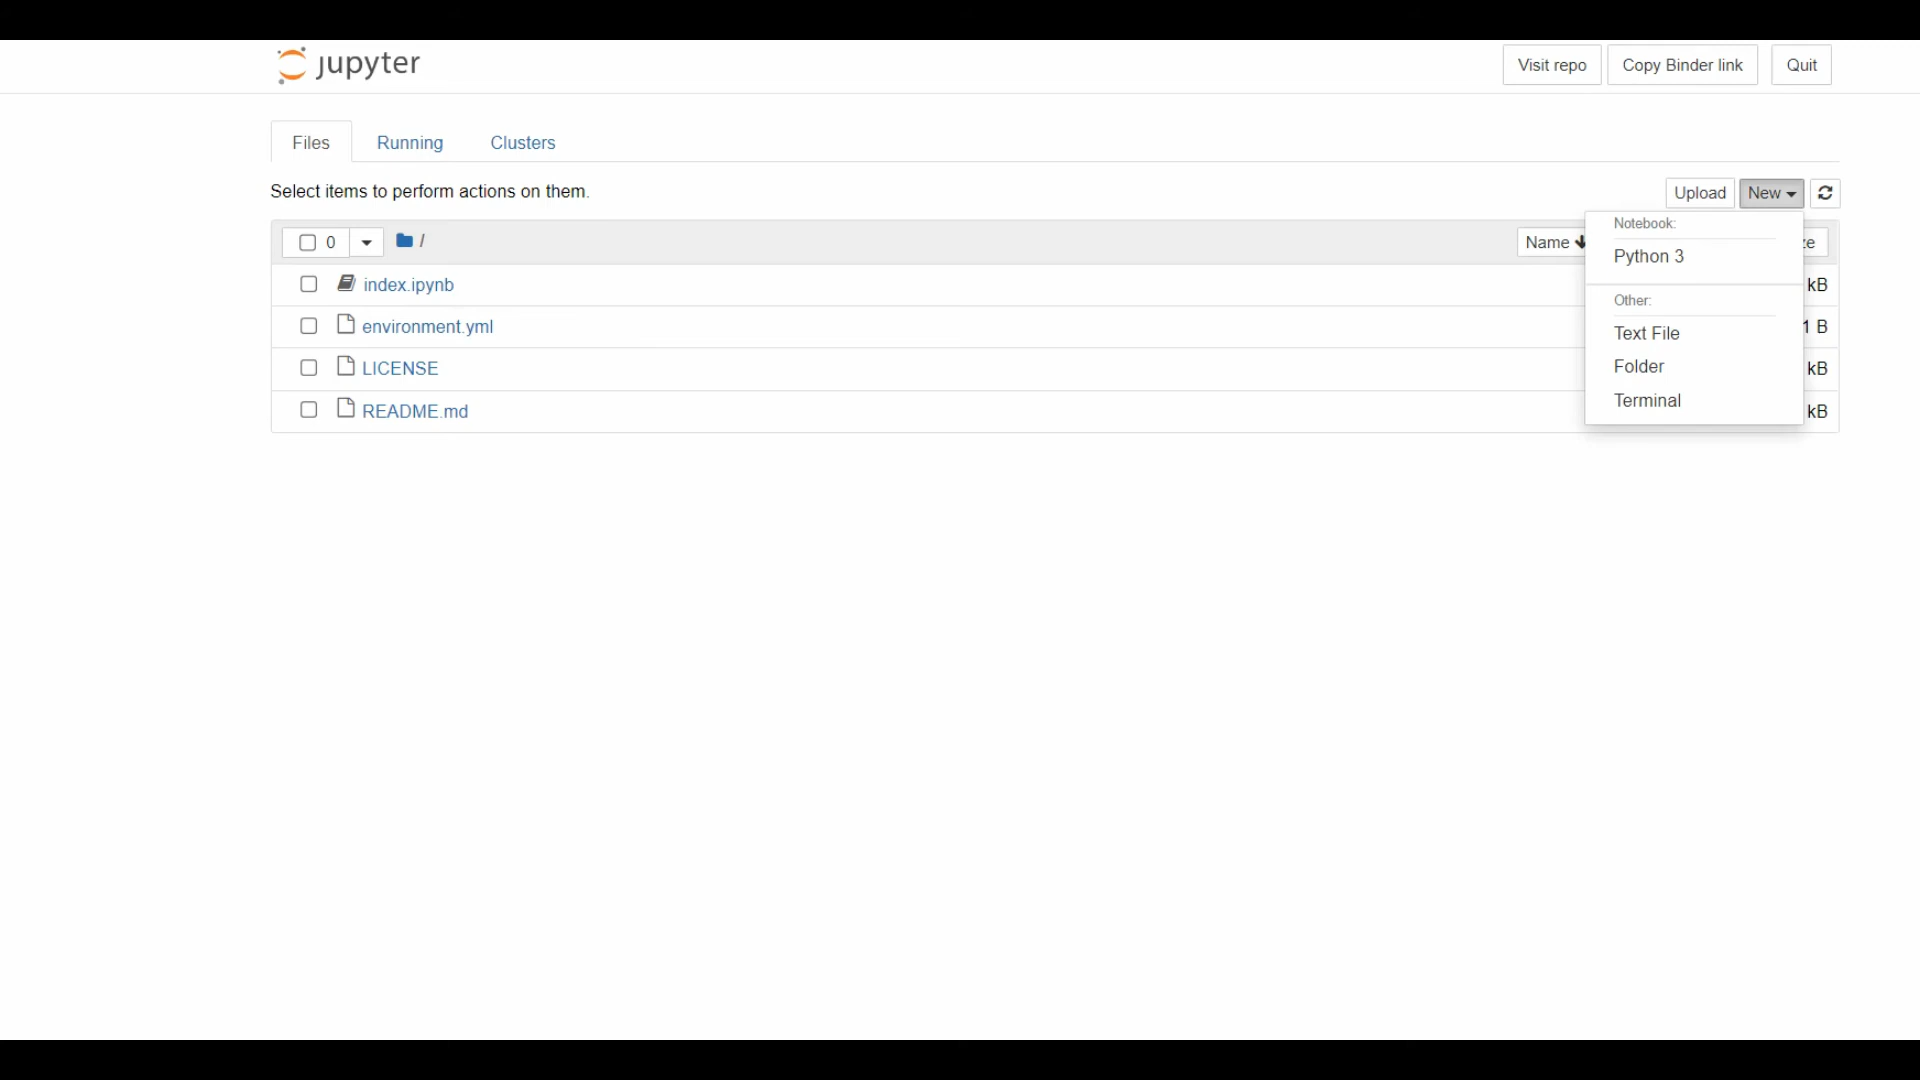 jupyter
Visit repo
Copy Binder link
Quit
Files
Running
Clusters
Select items to perform actions on them.
Upload
New
0
/
Name
Notebook:
Python 3
Other:
Text File
Folder
Terminal
index.ipynb
kB
environment.yml
1 B
LICENSE
kB
README.md
kB